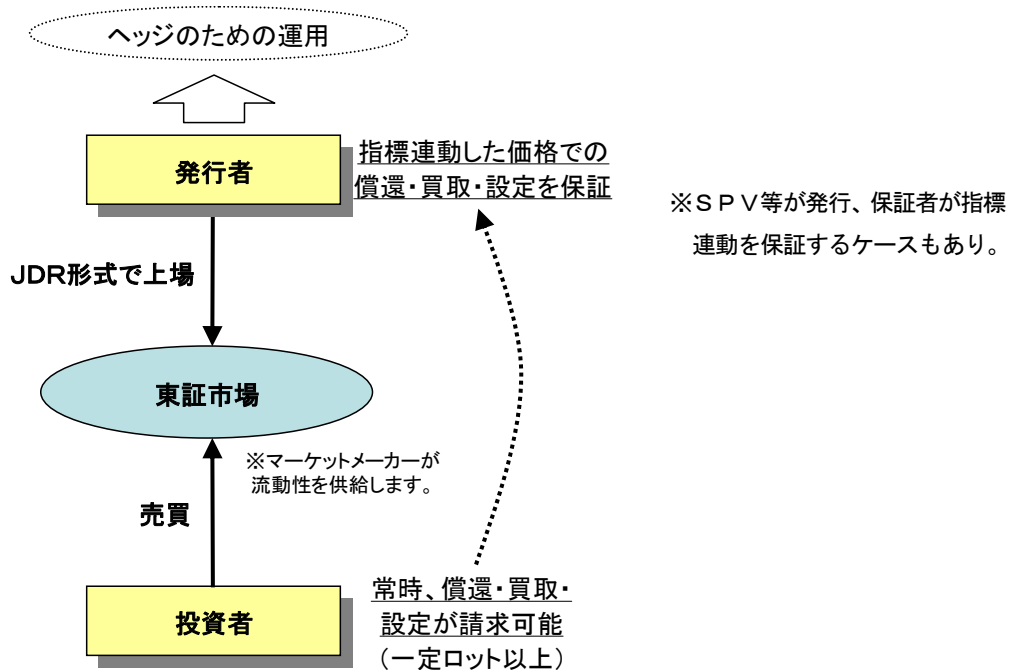 ヘッジのための運用
発行者
指標連動した価格での
償還・買取・設定を保証
※ＳＰＶ等が発行、保証者が指標
連動を保証するケースもあり。
JDR形式で上場
東証市場
※マーケットメーカーが
流動性を供給します。
売買
投資者
常時、償還・買取・
設定が請求可能
（一定ロット以上）